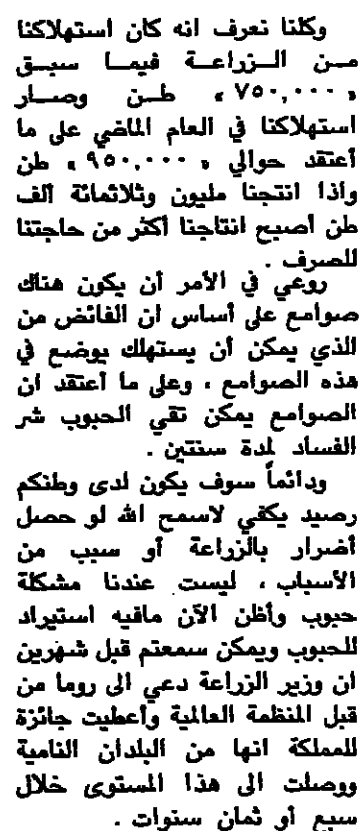 وكلنا نعرف انه كان استهلاكنا
من الزراعة فيما سبق
« ٧٥٠,٠٠٠ » طن وصار
استهلاكنا في العام الماضي على ما
أعتقد حوالي « ٩٥٠,٠٠٠ » طن
واذا انتجنا مليون وثلاثمائة الف
طن أصبح انتاجنا أكثر من حاجتنا
للصرف .
روعي في الأمر أن يكون هناك
صوامع على أساس ان الفائض من
الذي يمكن أن يستهلك يوضع في
هذه الصوامع ، وعلى ما أعتقد ان
الصوامع يمكن تقي الحبوب شر
الفساد لمدة سنتين .
ودائماً سوف يكون لدى وطنكم
رصيد يكفي لاسمح الله لو حصل
أضرار بالزراعة أو سبب من
الأسباب ، ليست عندنا مشكلة
حبوب وأظن الآن مافيه استيراد
للحبوب ويمكن سمعتم قبل شهرين
ان وزير الزراعة دعي الى روما من
قبل المنظمة العالمية وأعطيت جائزة
للمملكة انها من البلدان النامية
ووصلت الى هذا المستوى خلال
سبع أو ثمان سنوات .